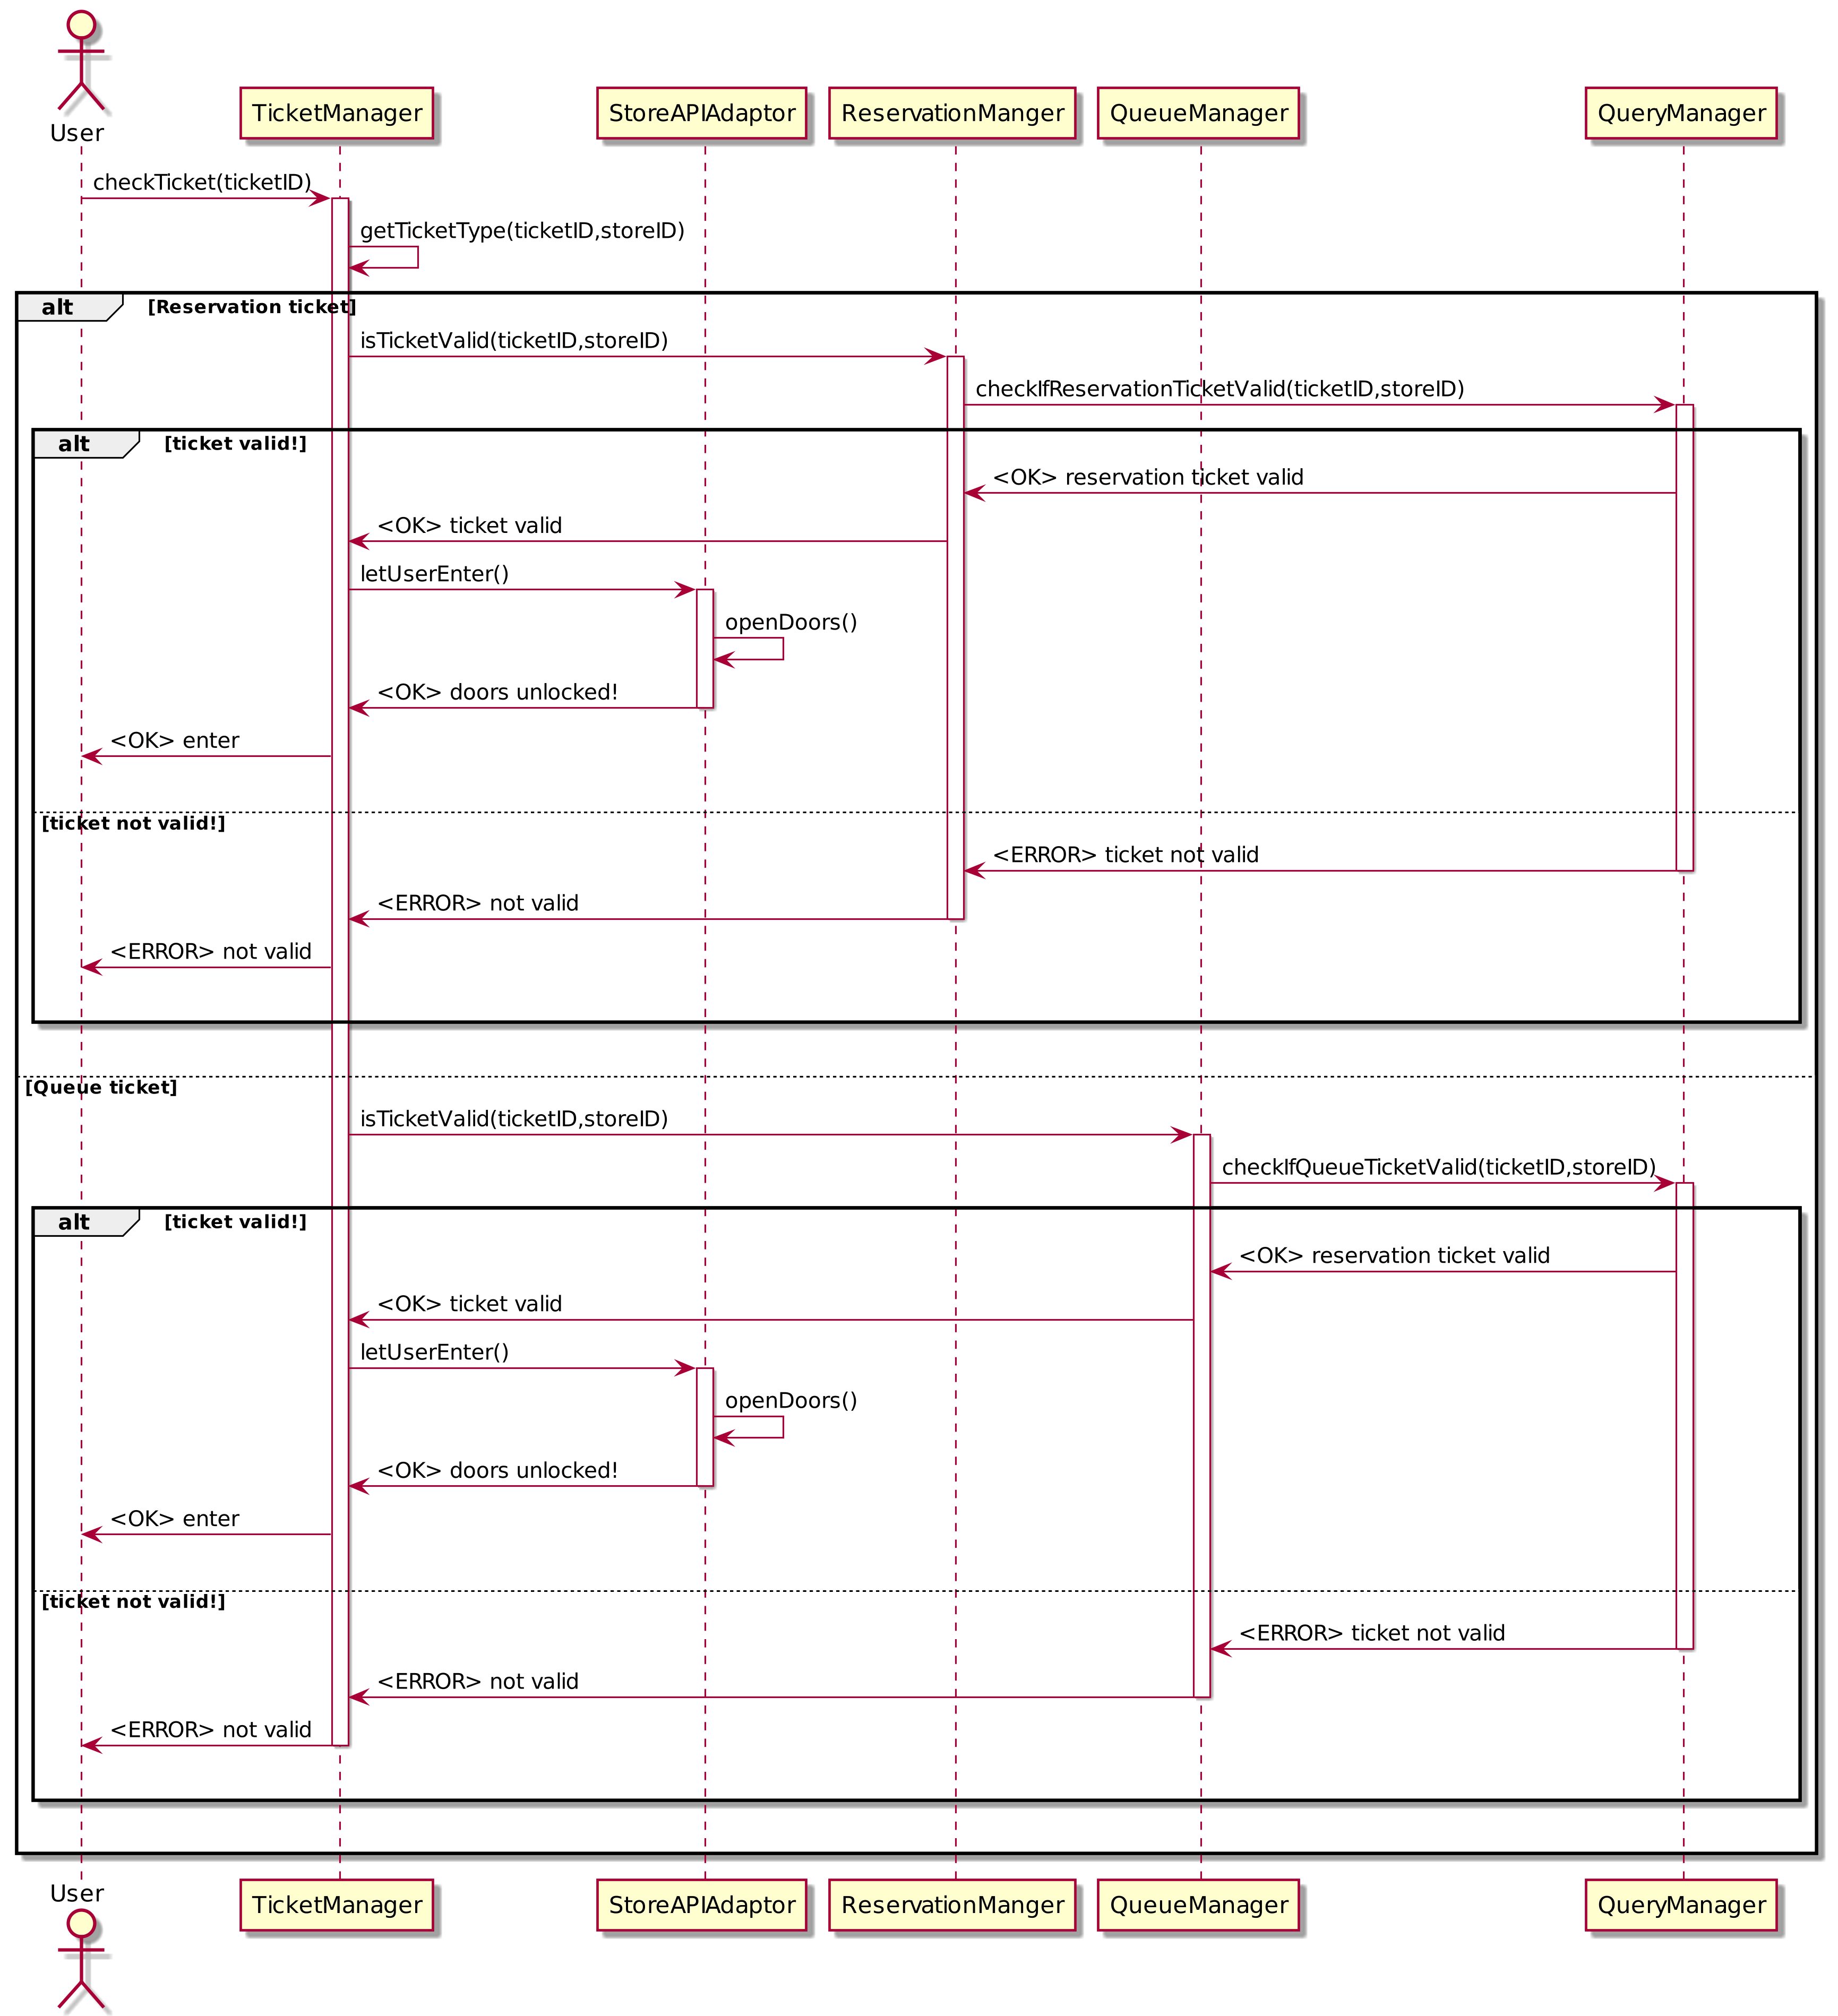 User
TicketManager
StoreAPIAdaptor
ReservationManger
QueueManager
QueryManager
checkTicket(ticketID)
getTicketType(ticketID,storeID)
alt [Reservation ticket]
isTicketValid(ticketID,storeID)
checkIfReservationTicketValid(ticketID,storeID)
alt [ticket valid!]
<OK> reservation ticket valid
<OK> ticket valid
letUserEnter()
openDoors()
<OK> doors unlocked!
<OK> enter
[ticket not valid!]
<ERROR> ticket not valid
<ERROR> not valid
<ERROR> not valid
[Queue ticket]
isTicketValid(ticketID,storeID)
checkIfQueueTicketValid(ticketID,storeID)
alt [ticket valid!]
<OK> reservation ticket valid
<OK> ticket valid
letUserEnter()
openDoors()
<OK> doors unlocked!
<OK> enter
[ticket not valid!]
<ERROR> ticket not valid
<ERROR> not valid
<ERROR> not valid
User
TicketManager
StoreAPIAdaptor
ReservationManger
QueueManager
QueryManager